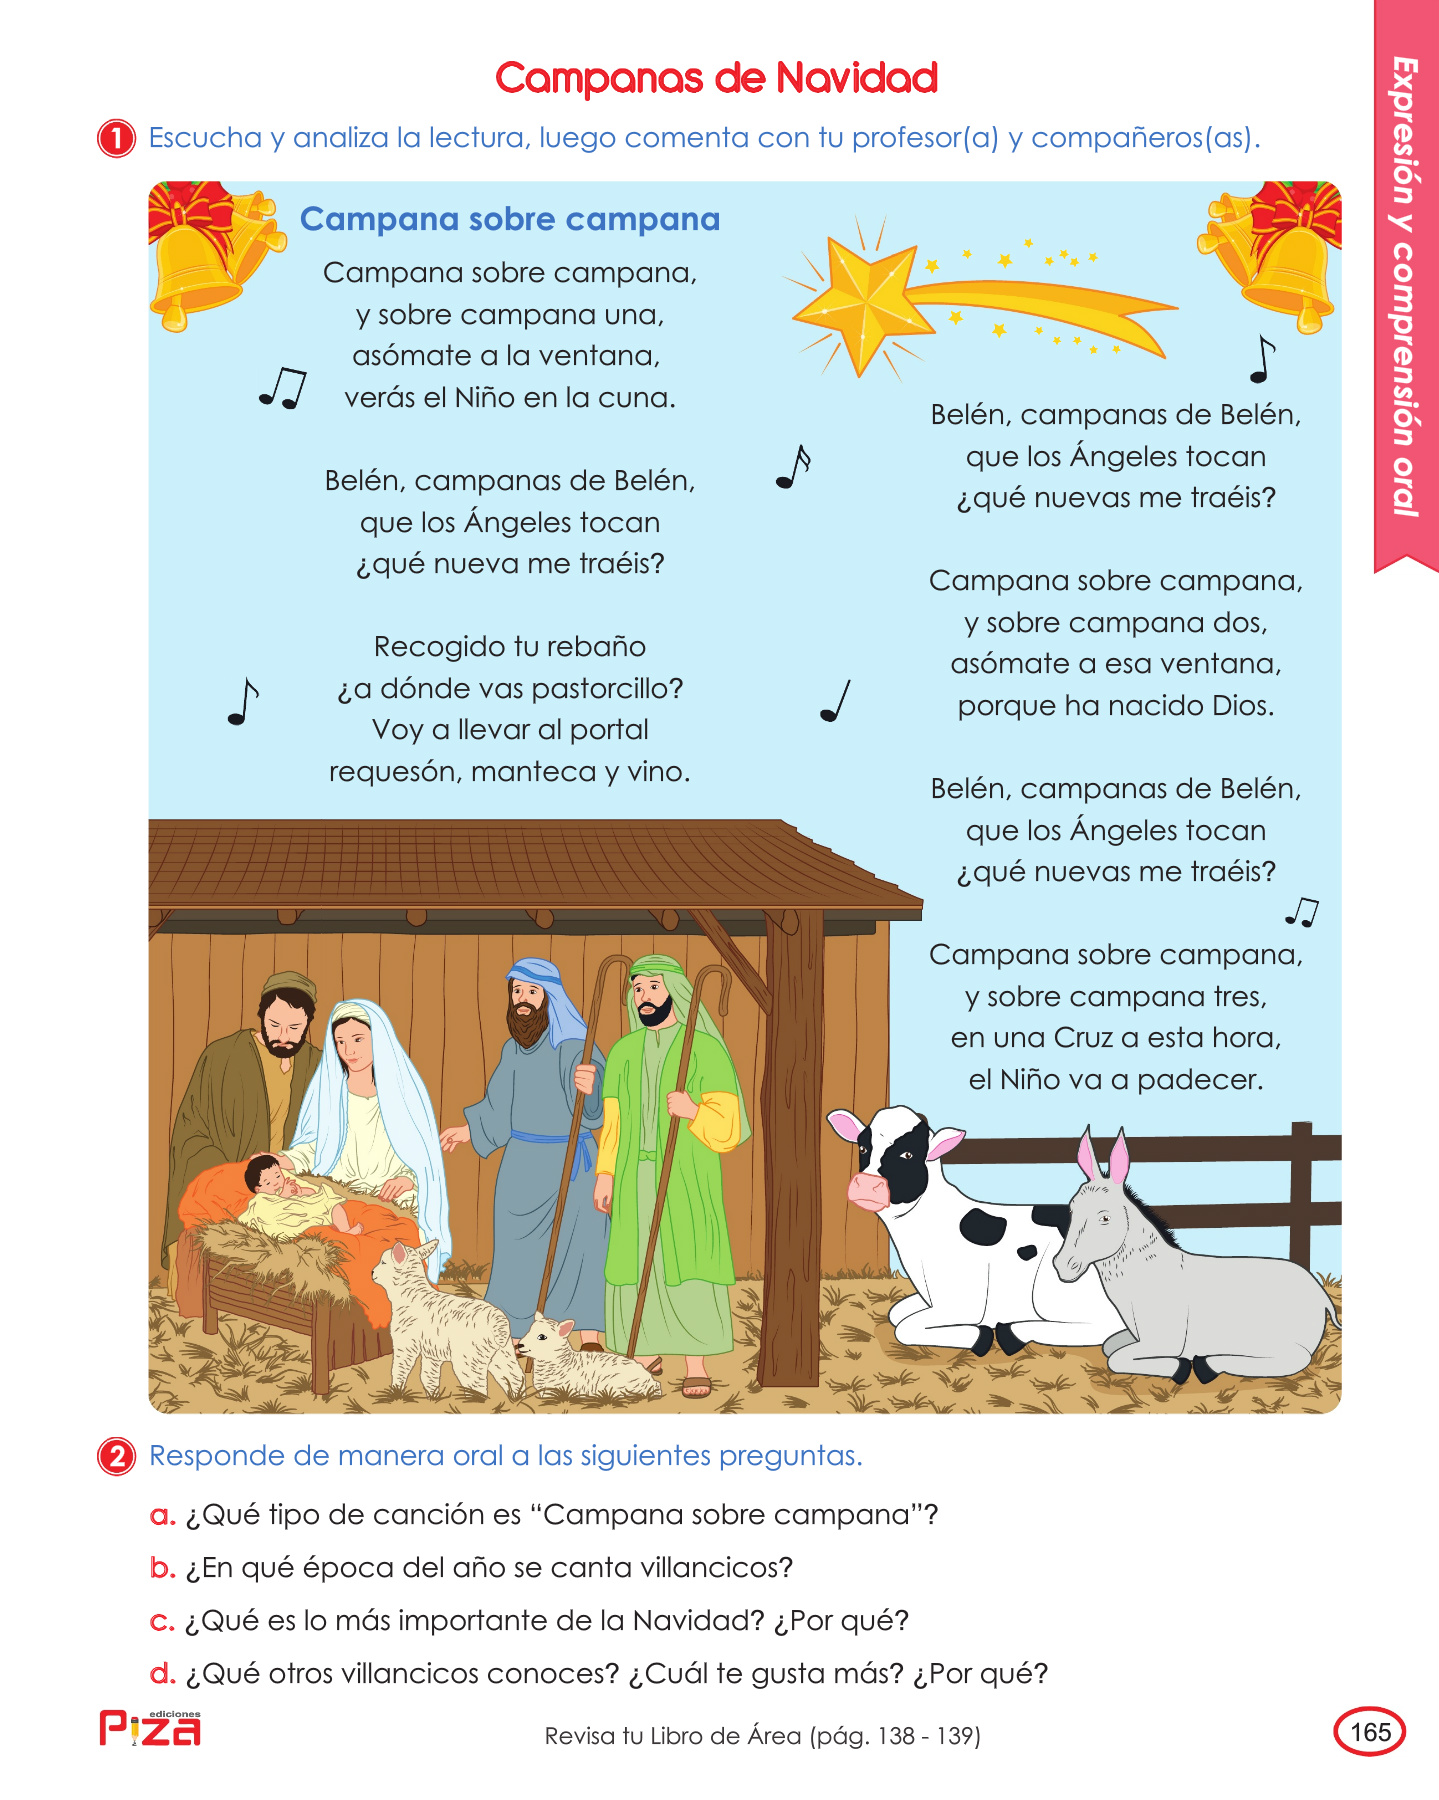 Campanas de Navidad
1 Escucha y analiza la lectura, luego comenta con tu profesor(a) y compañeros(as).
Campana sobre campana
Campana sobre campana,
y sobre campana una,
asómate a la ventana,
verás el Niño en la cuna.
Belén, campanas de Belén,
que los Ángeles tocan
¿qué nueva me traéis?
Recogido tu rebaño
¿a dónde vas pastorcillo?
Voy a llevar al portal
requesón, manteca y vino.
Belén, campanas de Belén,
que los Ángeles tocan
¿qué nuevas me traéis?
Campana sobre campana,
y sobre campana dos,
asómate a esa ventana,
porque ha nacido Dios.
Belén, campanas de Belén,
que los Ángeles tocan
¿qué nuevas me traéis?
Campana sobre campana,
y sobre campana tres,
en una Cruz a esta hora,
el Niño va a padecer.
2 Responde de manera oral a las siguientes preguntas.
a. ¿Qué tipo de canción es “Campana sobre campana”?
b. ¿En qué época del año se canta villancicos?
c. ¿Qué es lo más importante de la Navidad? ¿Por qué?
d. ¿Qué otros villancicos conoces? ¿Cuál te gusta más? ¿Por qué?
ediciones
Piza
Revisa tu Libro de Área (pág. 138 - 139)
165
Expresión y comprensión oral